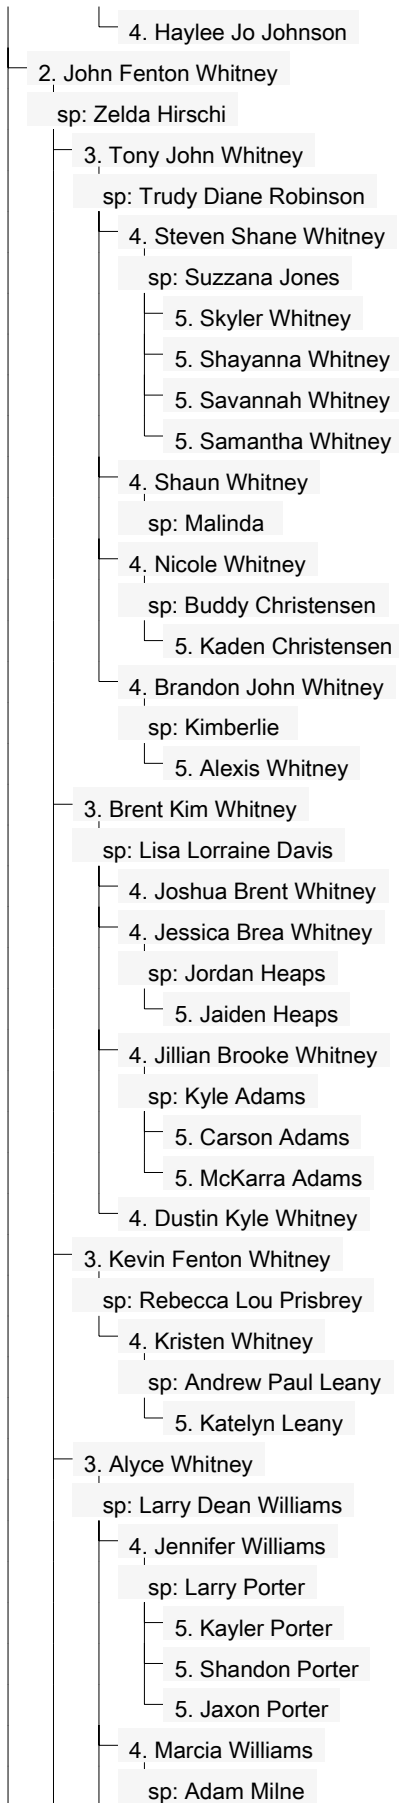 4. Haylee Jo Johnson
2. John Fenton Whitney
sp: Zelda Hirschi
3. Tony John Whitney
sp: Trudy Diane Robinson
4. Steven Shane Whitney
sp: Suzzana Jones
5. Skyler Whitney
5. Shayanna Whitney
5. Savannah Whitney
5. Samantha Whitney
4. Shaun Whitney
sp: Malinda
4. Nicole Whitney
sp: Buddy Christensen
5. Kaden Christensen
4. Brandon John Whitney
sp: Kimberlie
5. Alexis Whitney
3. Brent Kim Whitney
sp: Lisa Lorraine Davis
4. Joshua Brent Whitney
4. Jessica Brea Whitney
sp: Jordan Heaps
5. Jaiden Heaps
4. Jillian Brooke Whitney
sp: Kyle Adams
5. Carson Adams
5. McKarra Adams
4. Dustin Kyle Whitney
3. Kevin Fenton Whitney
sp: Rebecca Lou Prisbrey
4. Kristen Whitney
sp: Andrew Paul Leany
5. Katelyn Leany
3. Alyce Whitney
sp: Larry Dean Williams
4. Jennifer Williams
sp: Larry Porter
5. Kayler Porter
5. Shandon Porter
5. Jaxon Porter
4. Marcia Williams
sp: Adam Milne